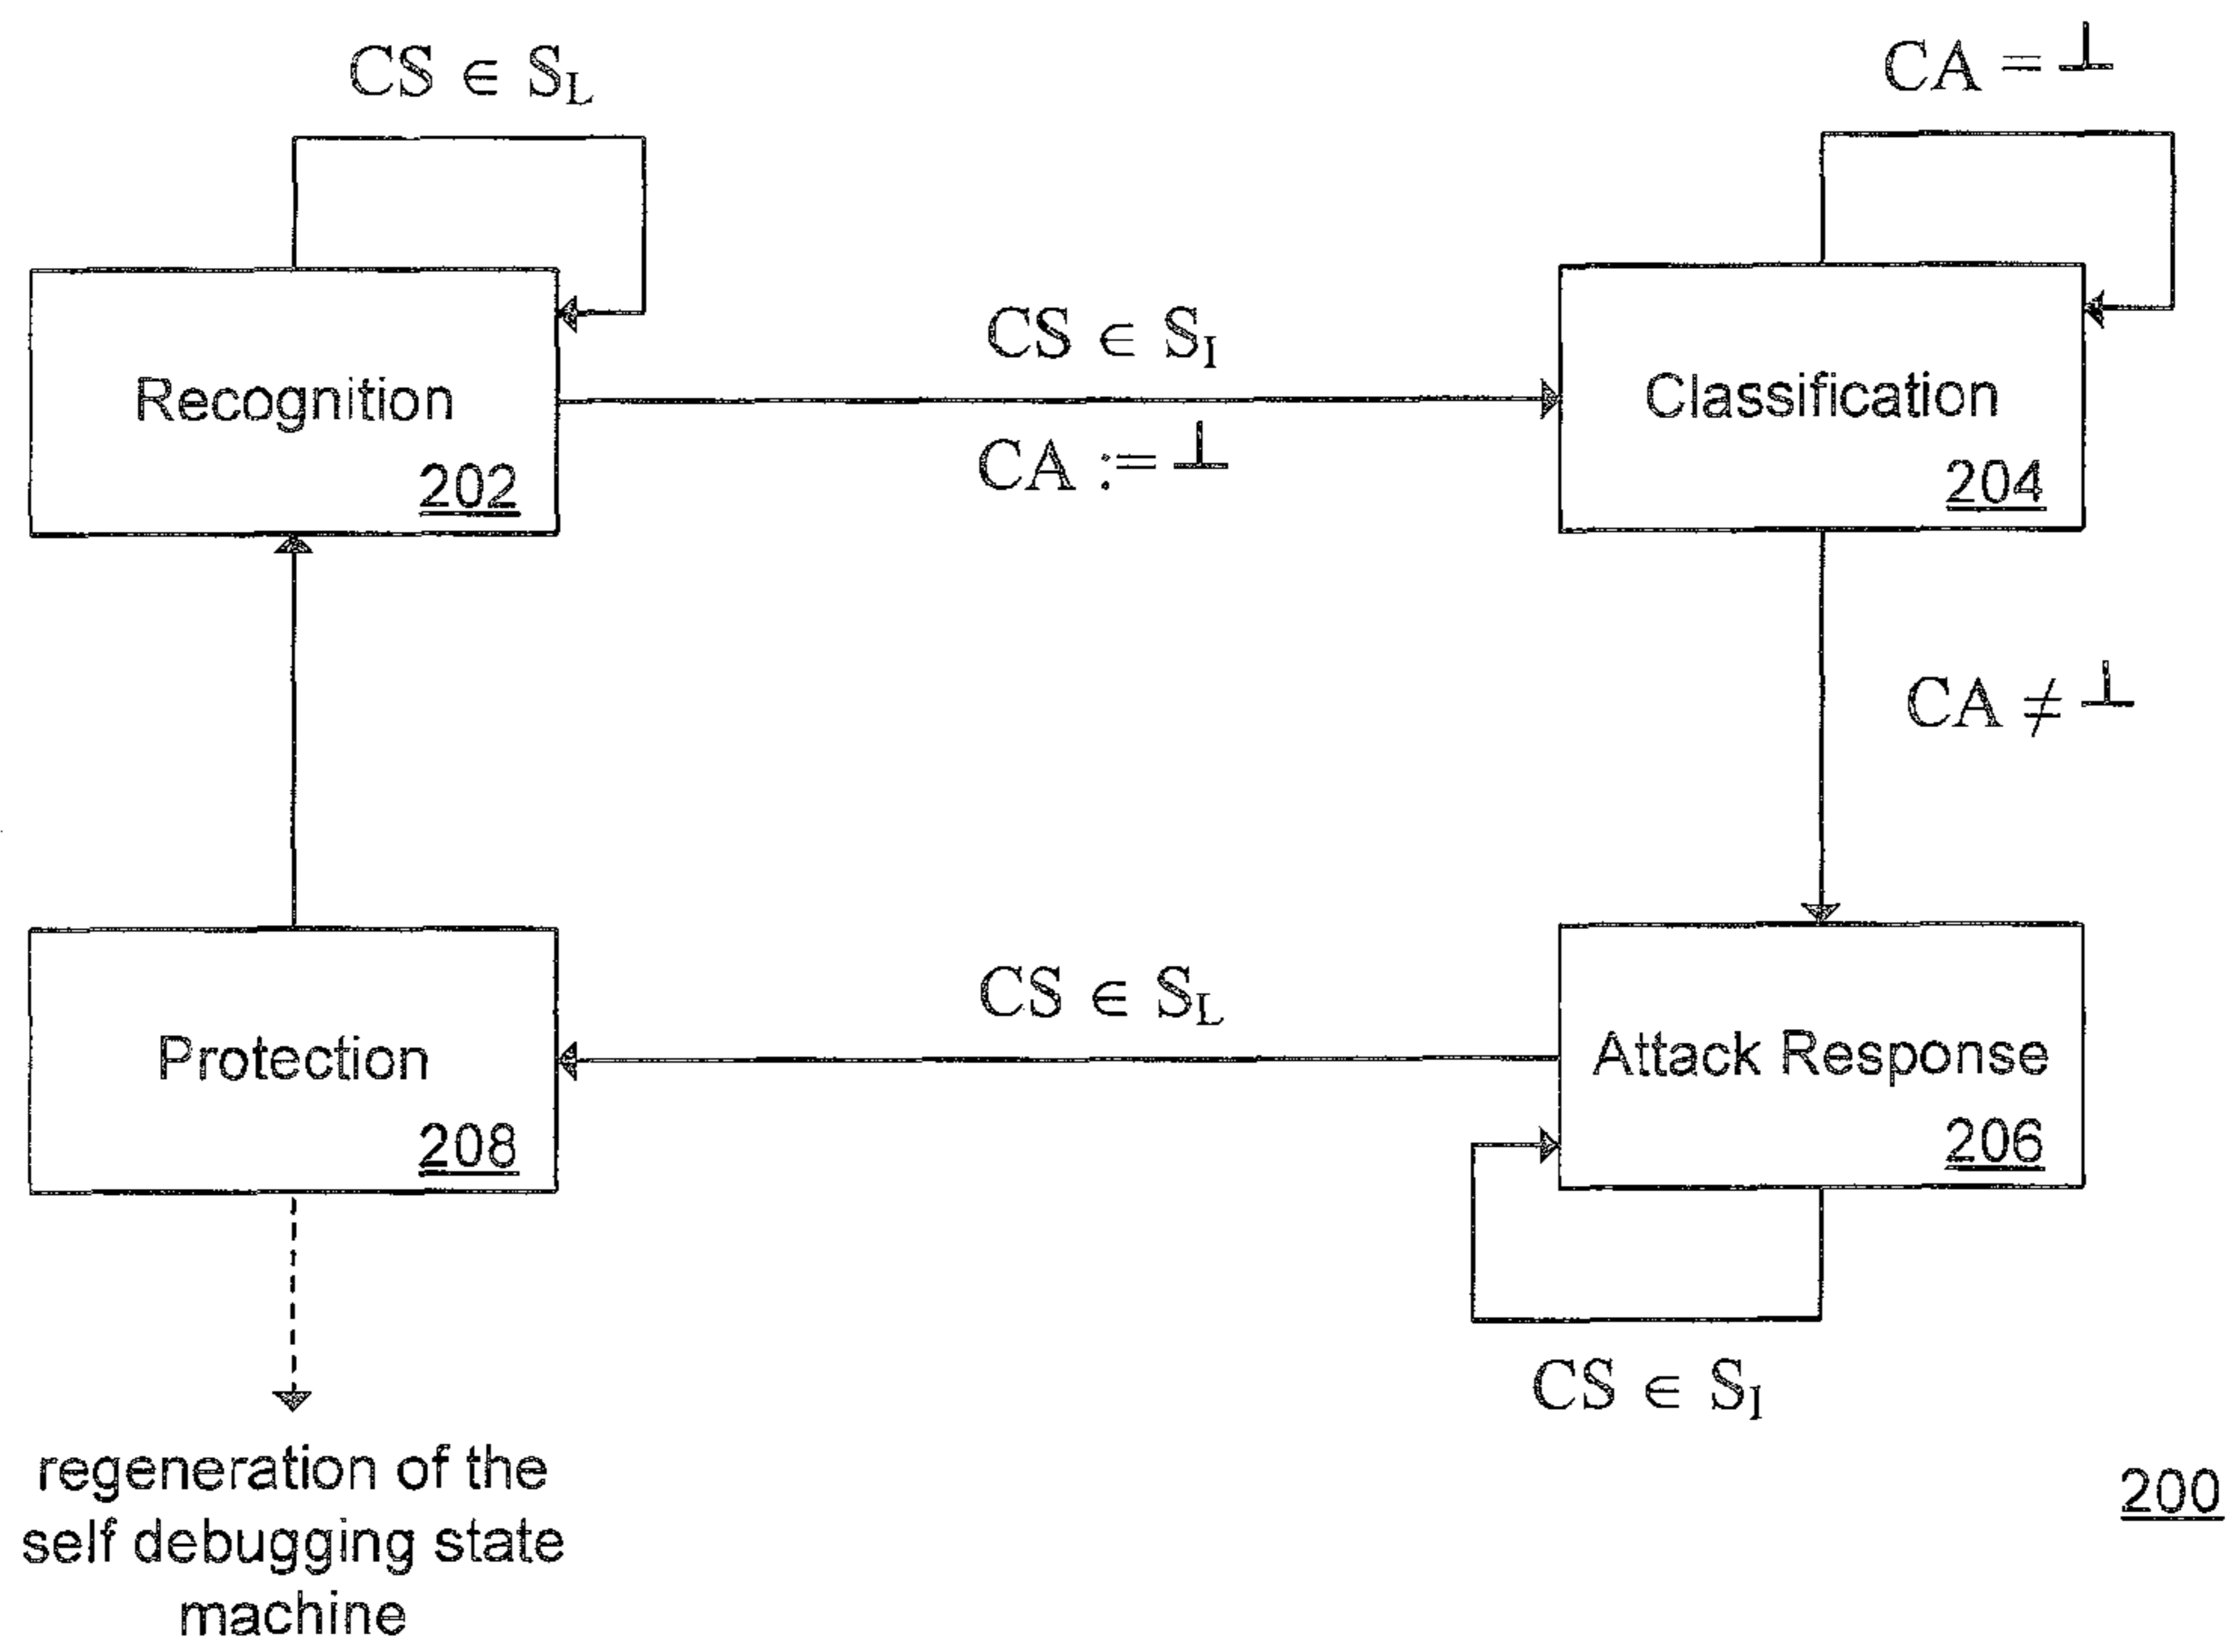 CS ∈ S_L
CA = ⊥
Recognition
202
CS ∈ S_I
CA := ⊥
Classification
204
CA ≠ ⊥
Protection
208
CS ∈ S_L
Attack Response
206
CS ∈ S_I
regeneration of the
self debugging state
machine
200